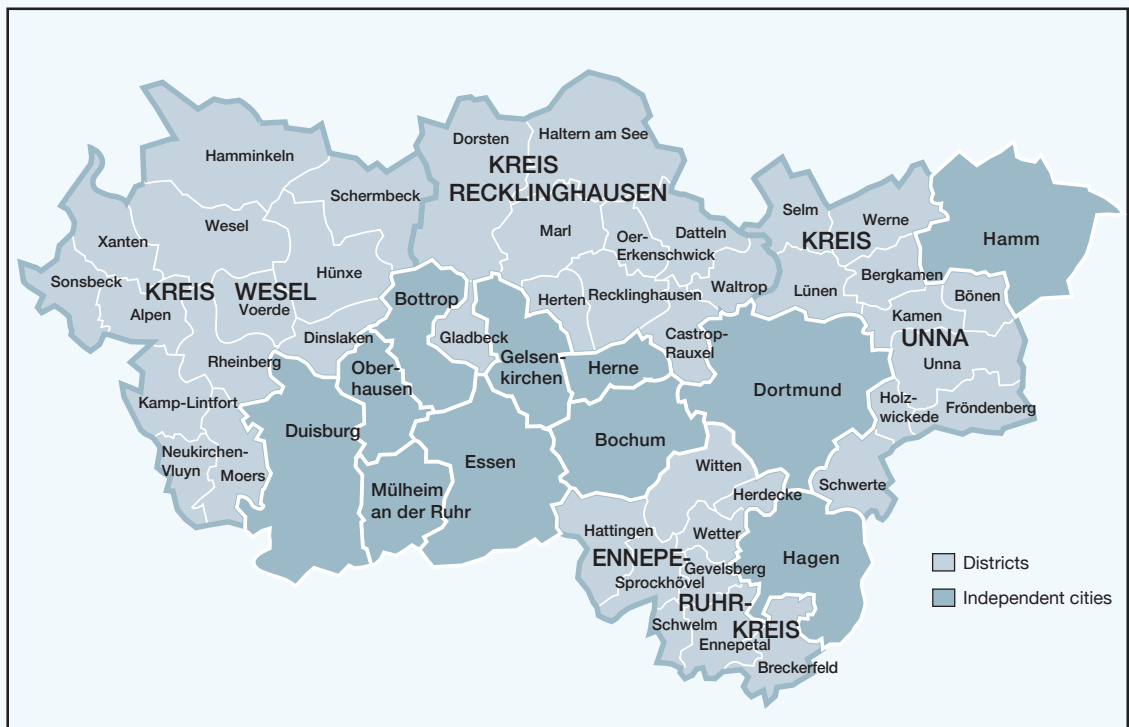 Dorsten
Haltern am See
Hamminkeln
KREIS
RECKLINGHAUSEN
Schermbeck
Selm
Werne
Wesel
Marl
Oer-
Erkenschwick
Datteln
KREIS
Hamm
Xanten
Sonsbeck
Hünxe
Bergkamen
KREIS
WESEL
Bottrop
Herten
Recklinghausen
Waltrop
Lünen
Bönen
Alpen
Voerde
Kamen
Dinslaken
Gladbeck
Castrop-
Rauxel
UNNA
Rheinberg
Gelsen-
kirchen
Herne
Unna
Ober-
hausen
Dortmund
Kamp-Lintfort
Holz-
wickede
Fröndenberg
Duisburg
Bochum
Neukirchen-
Vluyn
Moers
Essen
Witten
Schwerte
Mülheim
an der Ruhr
Herdecke
Hattingen
Wetter
ENNEPE-
Hagen
Gevelsberg
Sprockhövel
RUHR-
KREIS
Schwelm
Ennepetal
Breckerfeld
Districts
Independent cities